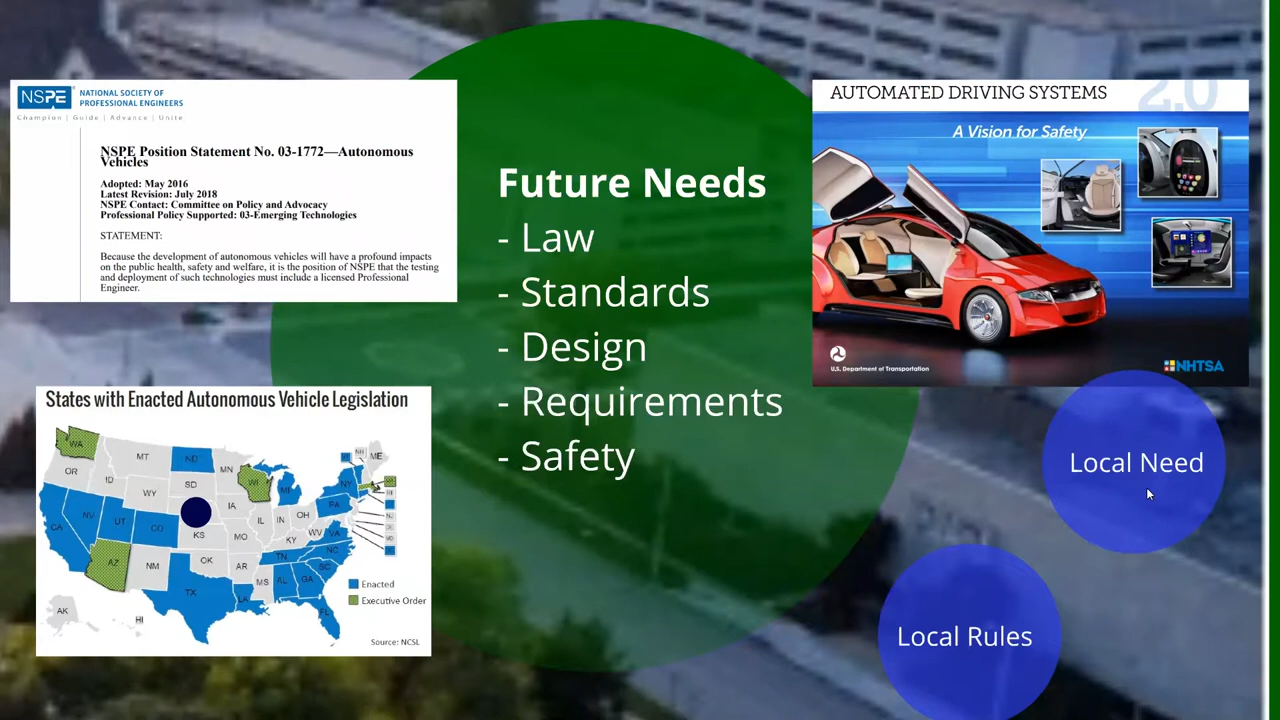 NSPE NATIONAL SOCIETY OF
PROFESSIONAL ENGINEERS
Champion | Guide | Advance | Unite
NSPE Position Statement No. 03-1772—Autonomous
Vehicles
Adopted: May 2016
Latest Revision: July 2018
NSPE Contact: Committee on Policy and Advocacy
Professional Policy Supported: 03-Emerging Technologies
STATEMENT:
Because the development of autonomous vehicles will have a profound impacts
on the public health, safety and welfare, it is the position of NSPE that the testing
and deployment of such technologies must include a licensed Professional
Engineer.
Future Needs
- Law
- Standards
- Design
- Requirements
- Safety
AUTOMATED DRIVING SYSTEMS 2.0
A Vision for Safety
U.S. Department of Transportation
NHTSA
States with Enacted Autonomous Vehicle Legislation
WA
MT
ND
MN
ME
NH
OR
ID
SD
WI
MI
NY
WY
IA
PA
NV
UT
CO
KS
IL
IN
OH
CA
MO
WV
VA
KY
NC
AZ
NM
OK
AR
TN
SC
MS
AL
GA
TX
LA
FL
AK
HI
Enacted
Executive Order
Source: NCSL
Local Need
Local Rules